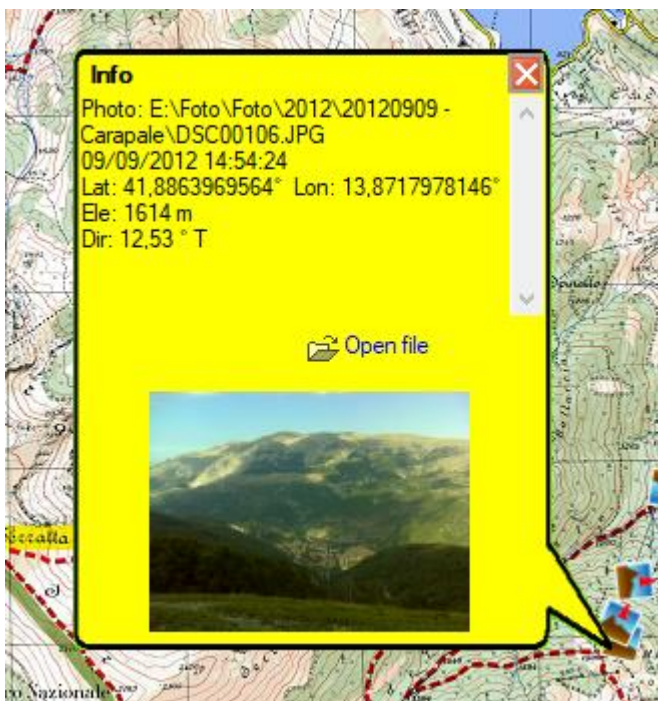 Info
Photo: E:\Foto\Foto\2012\20120909 -
Carapale\DSC00106.JPG
09/09/2012 14:54:24
Lat: 41,8863969564° Lon: 13,8717978146°
Ele: 1614 m
Dir: 12,53 ° T
Open file
Nazionale